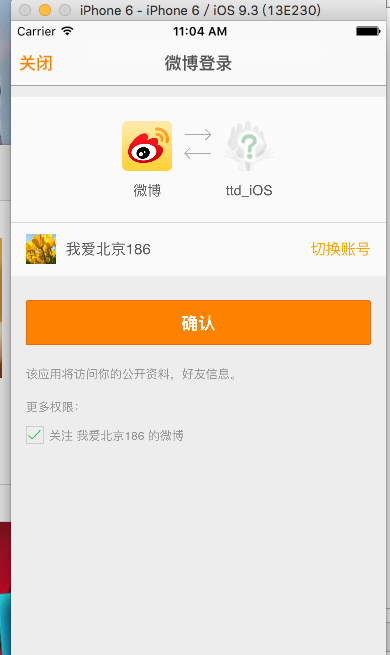 iPhone 6 - iPhone 6 / iOS 9.3 (13E230)
Carrier 11:04 AM
关闭 微博登录
微博 ttd_iOS
我爱北京186 切换账号
确认
该应用将访问你的公开资料，好友信息。
更多权限：
关注 我爱北京186 的微博